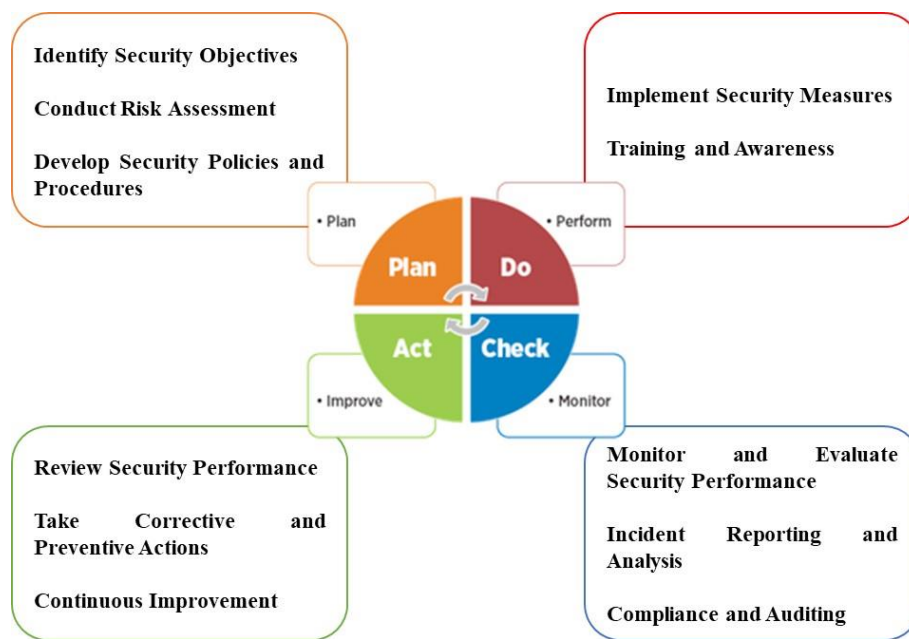 Identify Security Objectives
Conduct Risk Assessment
Develop Security Policies and
Procedures
Implement Security Measures
Training and Awareness
• Plan
• Perform
Plan
Do
Act
Check
• Improve
• Monitor
Review Security Performance
Take Corrective and
Preventive Actions
Continuous Improvement
Monitor and Evaluate
Security Performance
Incident Reporting and
Analysis
Compliance and Auditing